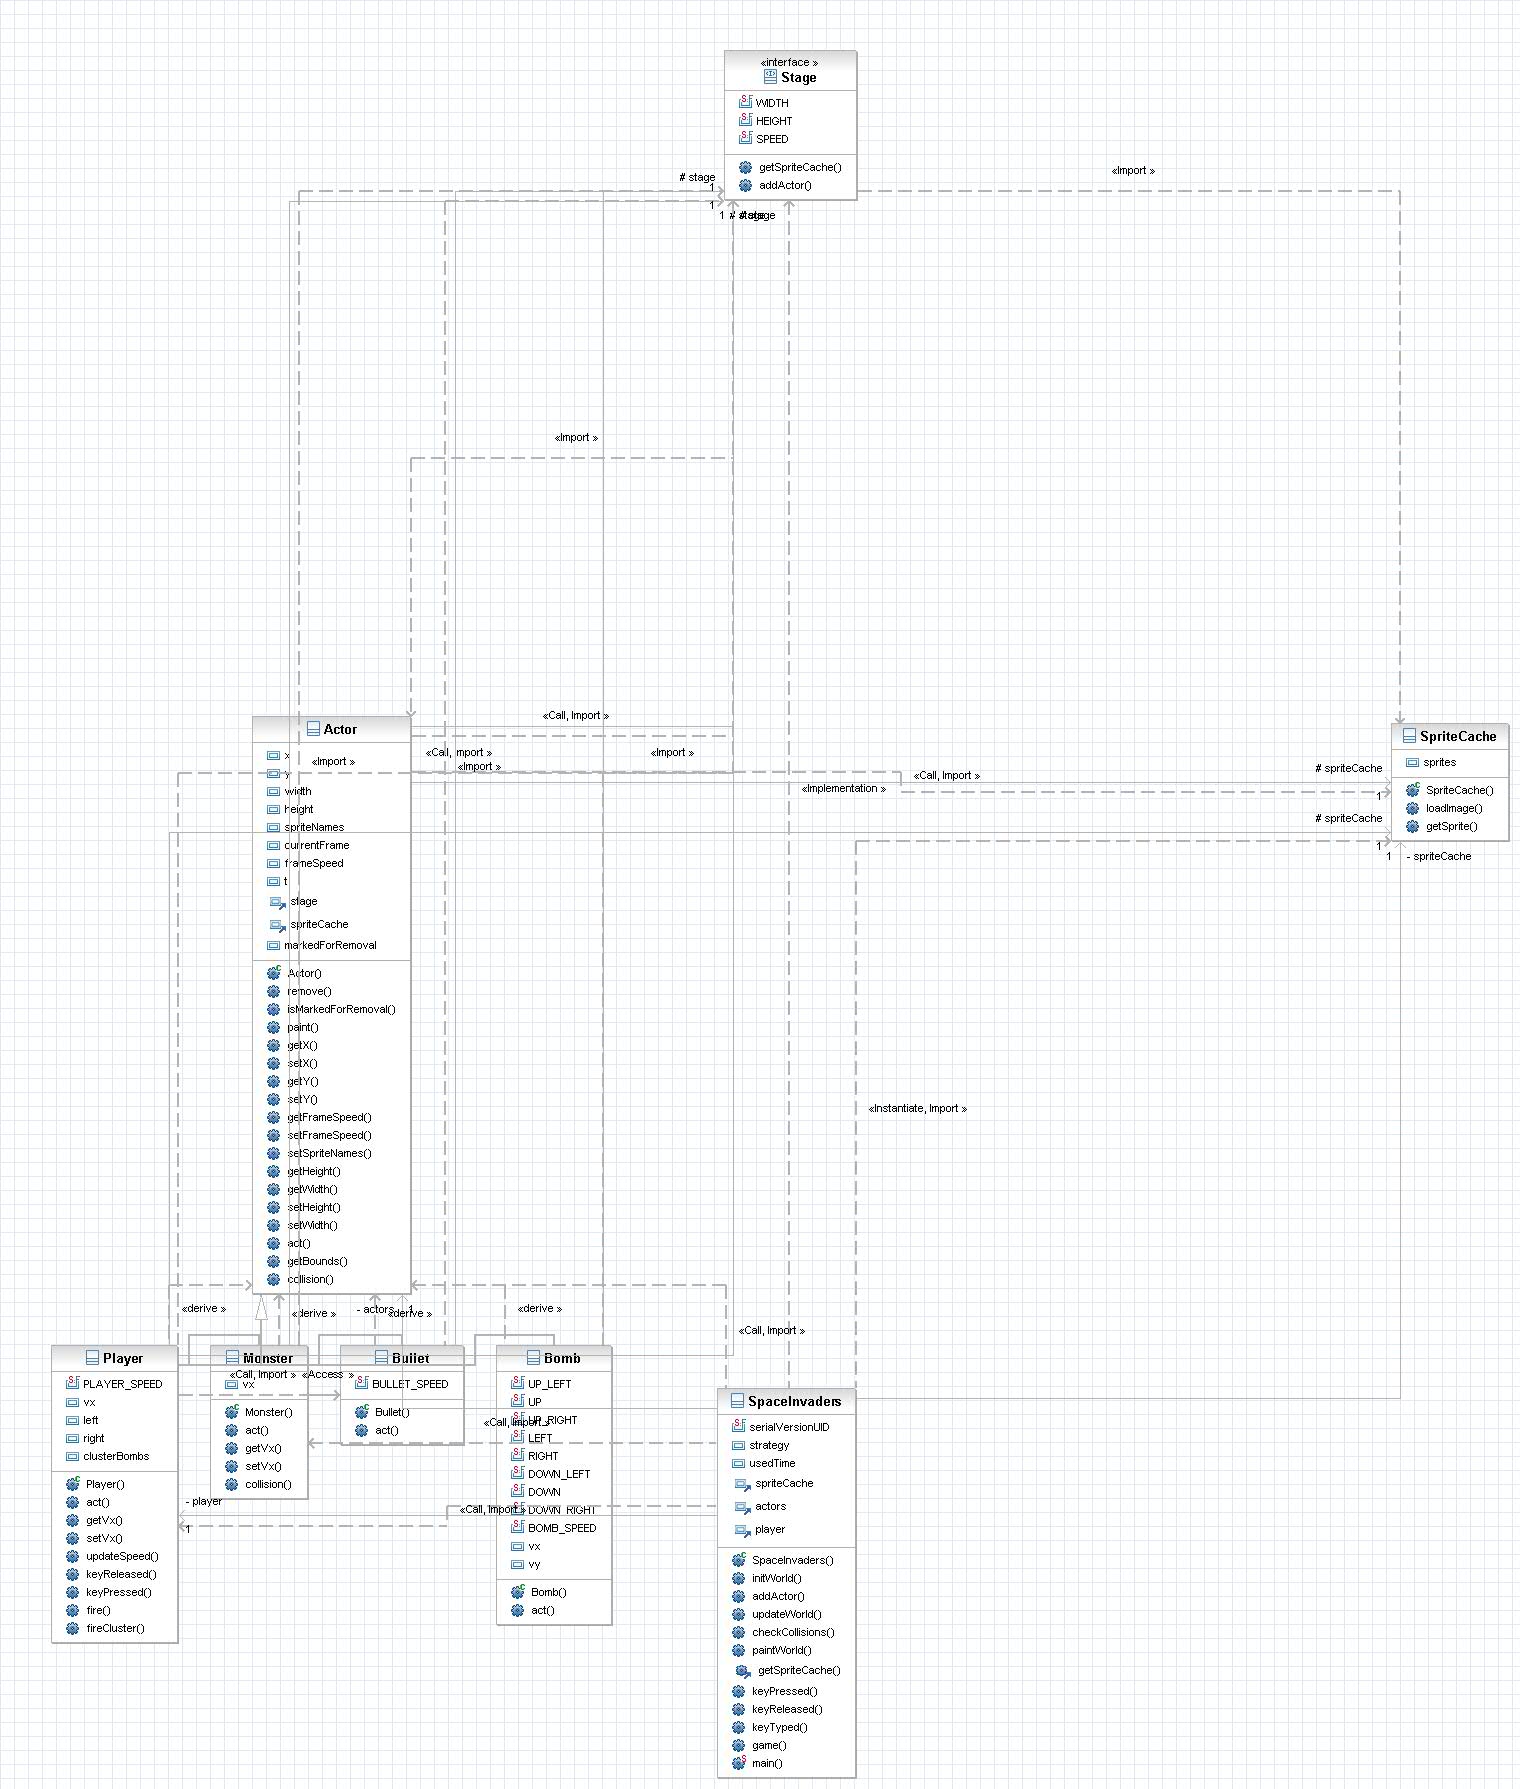 «interface »
Stage
WIDTH
HEIGHT
SPEED
getSpriteCache()
addActor()
«Import »
# stage
1
1
1
# stage
#stage
«Import »
«Call, Import »
Actor
x
y
width
height
spriteNames
currentFrame
frameSpeed
t
stage
spriteCache
markedForRemoval
Actor()
remove()
isMarkedForRemoval()
paint()
getX()
setX()
getY()
setY()
getFrameSpeed()
setFrameSpeed()
setSpriteNames()
getHeight()
getWidth()
setHeight()
setWidth()
act()
getBounds()
collision()
«Import »
«Call, Import »
«Import »
«Import »
«Call, Import »
«Implementation »
# spriteCache
1
# spriteCache
1
1
- spriteCache
SpriteCache
sprites
SpriteCache()
loadImage()
getSprite()
«Instantiate, Import »
«derive »
«derive »
- actors
1
«derive »
«derive »
«Call, Import »
Player
PLAYER_SPEED
vx
left
right
clusterBombs
Player()
act()
getVx()
setVx()
updateSpeed()
keyReleased()
keyPressed()
fire()
fireCluster()
Monster
«Call, Import »
«Access »
vx
Monster()
act()
getVx()
setVx()
collision()
- player
1
Bullet
BULLET_SPEED
Bullet()
act()
«Call, Import»
«Call, Import»
Bomb
UP_LEFT
UP
UP_RIGHT
LEFT
RIGHT
DOWN_LEFT
DOWN
DOWN_RIGHT
BOMB_SPEED
vx
vy
Bomb()
act()
SpaceInvaders
serialVersionUID
strategy
usedTime
spriteCache
actors
player
SpaceInvaders()
initWorld()
addActor()
updateWorld()
checkCollisions()
paintWorld()
getSpriteCache()
keyPressed()
keyReleased()
keyTyped()
game()
main()